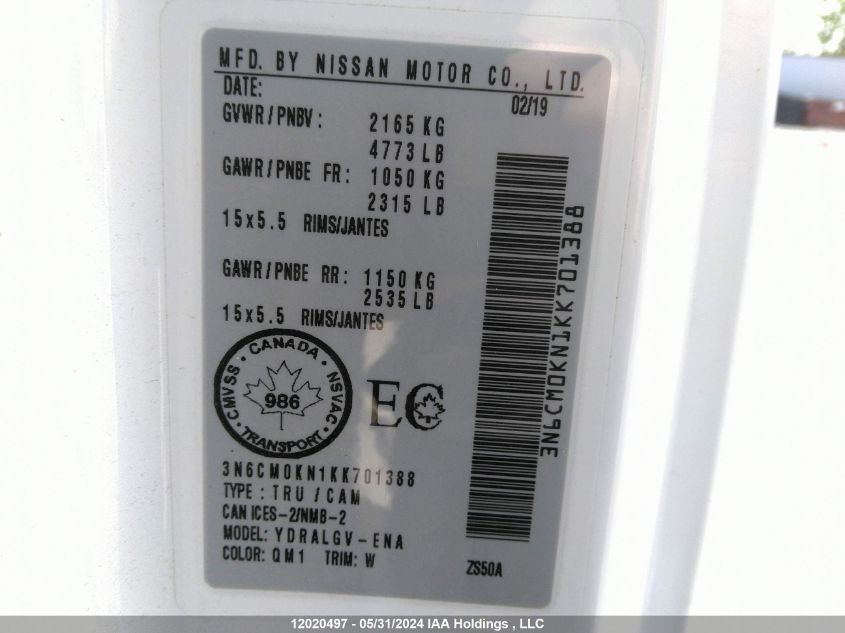 MFD. BY NISSAN MOTOR CO., LTD.
DATE: 02/19
GVWR/PNBV: 2165 KG
4773 LB
GAWR/PNBE FR: 1050 KG
2315 LB
15x5.5 RIMS/JANTES
GAWR/PNBE RR: 1150 KG
2535 LB
15x5.5 RIMS/JANTES
3N6CM0KN1KK701388
CMVSS • CANADA • NSVAC • TRANSPORT •
986
EC
3N6CM0KN1KK701388
TYPE: TRU/CAM
CAN ICES-2/NMB-2
MODEL: YDRALGV-ENA
COLOR: QM1 TRIM: W
ZS50A
12020497 - 05/31/2024 IAA Holdings, LLC